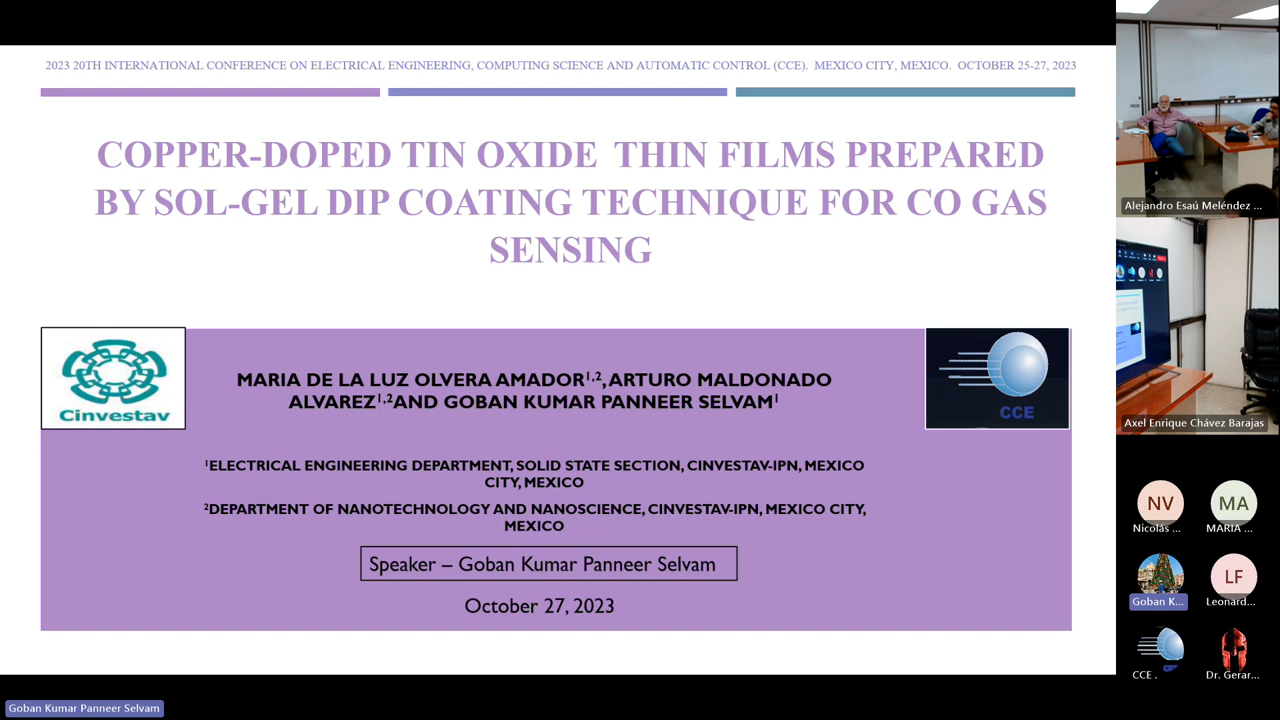 2023 20TH INTERNATIONAL CONFERENCE ON ELECTRICAL ENGINEERING, COMPUTING SCIENCE AND AUTOMATIC CONTROL (CCE). MEXICO CITY, MEXICO. OCTOBER 25-27, 2023
COPPER-DOPED TIN OXIDE THIN FILMS PREPARED
BY SOL-GEL DIP COATING TECHNIQUE FOR CO GAS
SENSING
Cinvestav
MARIA DE LA LUZ OLVERA AMADOR1,2, ARTURO MALDONADO
ALVAREZ1,2AND GOBAN KUMAR PANNEER SELVAM1
CCE
1ELECTRICAL ENGINEERING DEPARTMENT, SOLID STATE SECTION, CINVESTAV-IPN, MEXICO
CITY, MEXICO
2DEPARTMENT OF NANOTECHNOLOGY AND NANOSCIENCE, CINVESTAV-IPN, MEXICO CITY,
MEXICO
Speaker – Goban Kumar Panneer Selvam
October 27, 2023
Goban Kumar Panneer Selvam
Alejandro Esaú Meléndez ...
Axel Enrique Chávez Barajas
NV
Nicolás ...
MA
MARIA ...
Goban K...
LF
Leonard...
CCE .
Dr. Gerar...